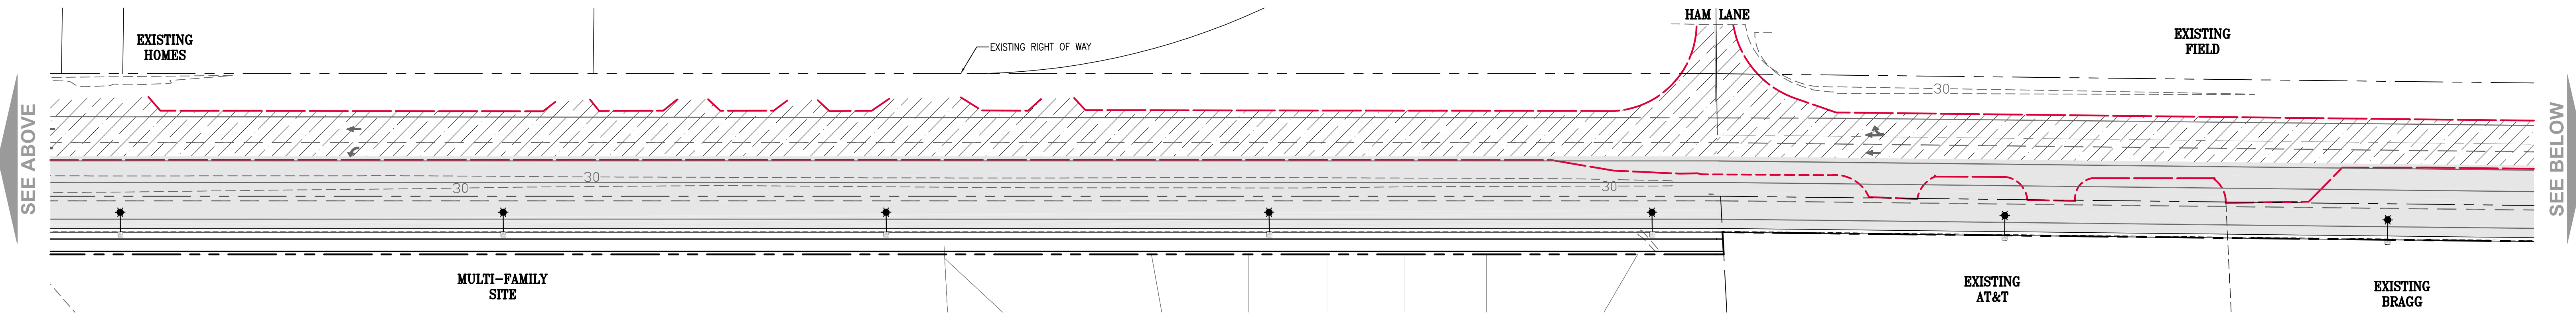 HAM LANE
EXISTING
HOMES
EXISTING
FIELD
EXISTING RIGHT OF WAY
30
SEE ABOVE
SEE BELOW
30
30
30
MULTI-FAMILY
SITE
EXISTING
AT&T
EXISTING
BRAGG